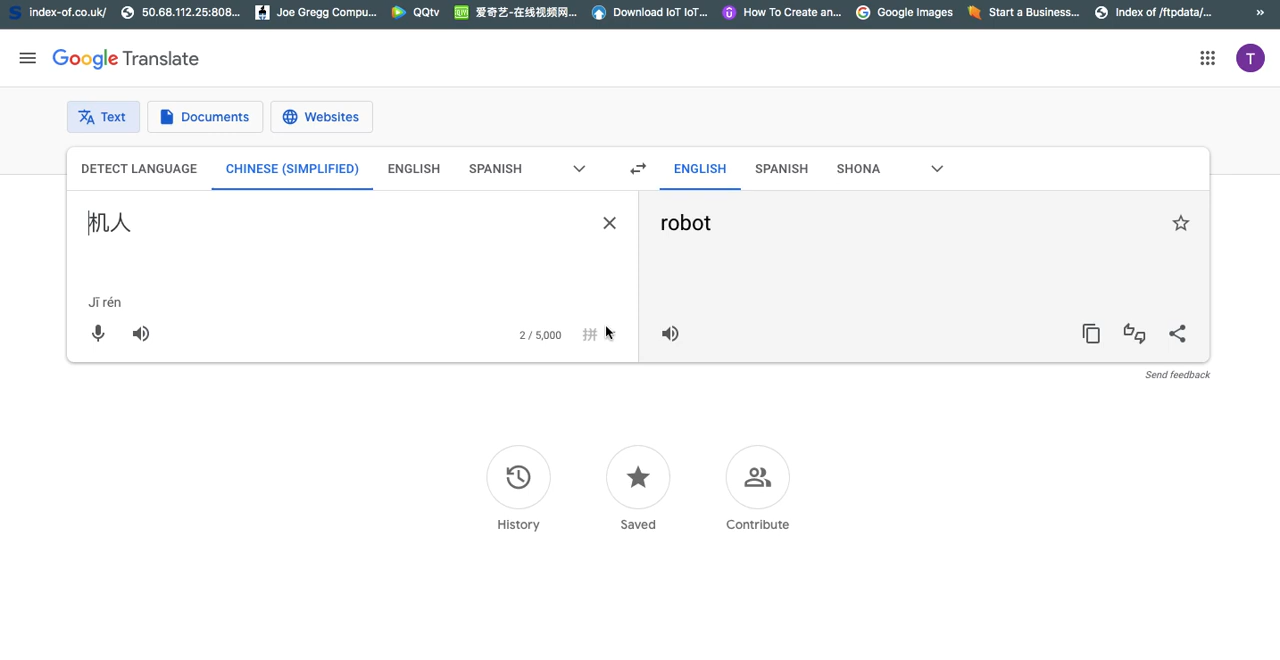 index-of.co.uk/ 50.68.112.25:808... Joe Gregg Compu... QQtv 爱奇艺-在线视频网... Download IoT IoT... How To Create an... Google Images Start a Business... Index of /ftpdata/... »
Google Translate T
Text Documents Websites
DETECT LANGUAGE CHINESE (SIMPLIFIED) ENGLISH SPANISH ENGLISH SPANISH SHONA
机人 robot
Jī rén
2 / 5,000 拼
Send feedback
History Saved Contribute